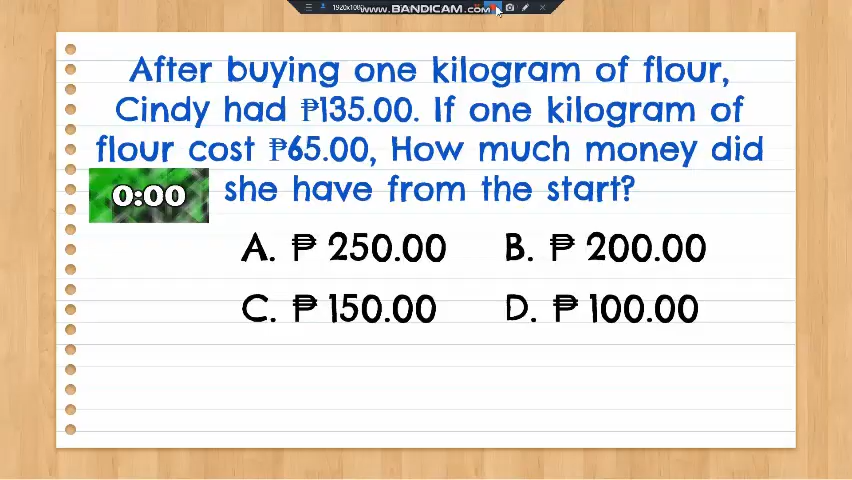 1920x1080
www.BANDICAM.com
After buying one kilogram of flour,
Cindy had ₱135.00. If one kilogram of
flour cost ₱65.00, How much money did
she have from the start?
0:00
A. ₱ 250.00 B. ₱ 200.00
C. ₱ 150.00 D. ₱ 100.00